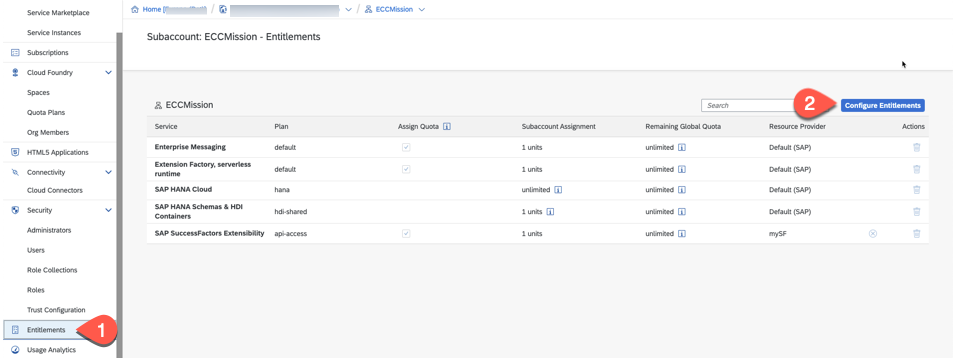 Service Marketplace
Service Instances
Subscriptions
Cloud Foundry
Spaces
Quota Plans
Org Members
HTML5 Applications
Connectivity
Cloud Connectors
Security
Administrators
Users
Role Collections
Roles
Trust Configuration
Entitlements 1
Usage Analytics
Home / / ECCMission
Subaccount: ECCMission - Entitlements
ECCMission Search 2 Configure Entitlements
Service Plan Assign Quota Subaccount Assignment Remaining Global Quota Resource Provider Actions
Enterprise Messaging default 1 units unlimited Default (SAP)
Extension Factory, serverless
runtime default 1 units unlimited Default (SAP)
SAP HANA Cloud hana unlimited unlimited Default (SAP)
SAP HANA Schemas & HDI
Containers hdi-shared 1 units unlimited Default (SAP)
SAP SuccessFactors Extensibility api-access 1 units unlimited mySF